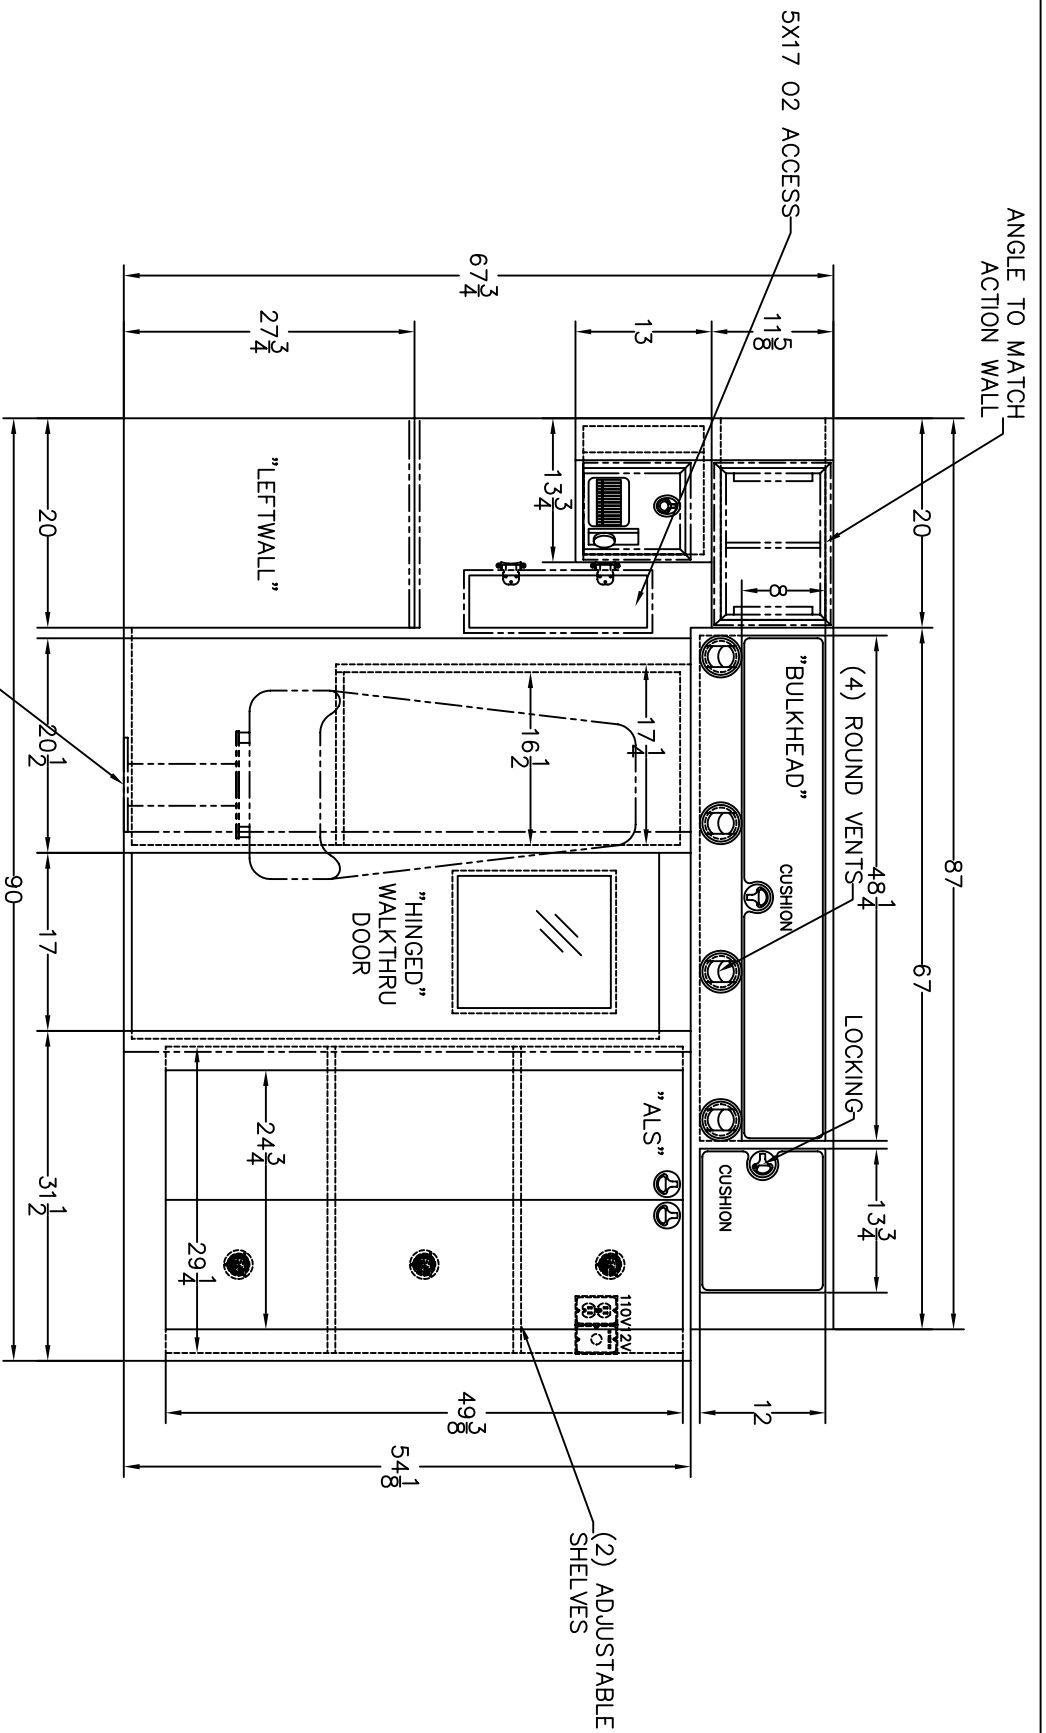 ANGLE TO MATCH
ACTION WALL
5X17 O2 ACCESS
87
20
67
(4) ROUND VENTS
48 1/4
LOCKING
13 3/4
"BULKHEAD"
CUSHION
CUSHION
8
12
11 5/8
13
67 3/4
27 3/4
13 3/4
"LEFTWALL"
17 1/4
16 1/2
"HINGED"
WALKTHRU
DOOR
"ALS"
110V
12V
24 3/4
29 1/4
49 3/8
54 1/8
(2) ADJUSTABLE
SHELVES
20
20 1/2
17
31 1/2
90